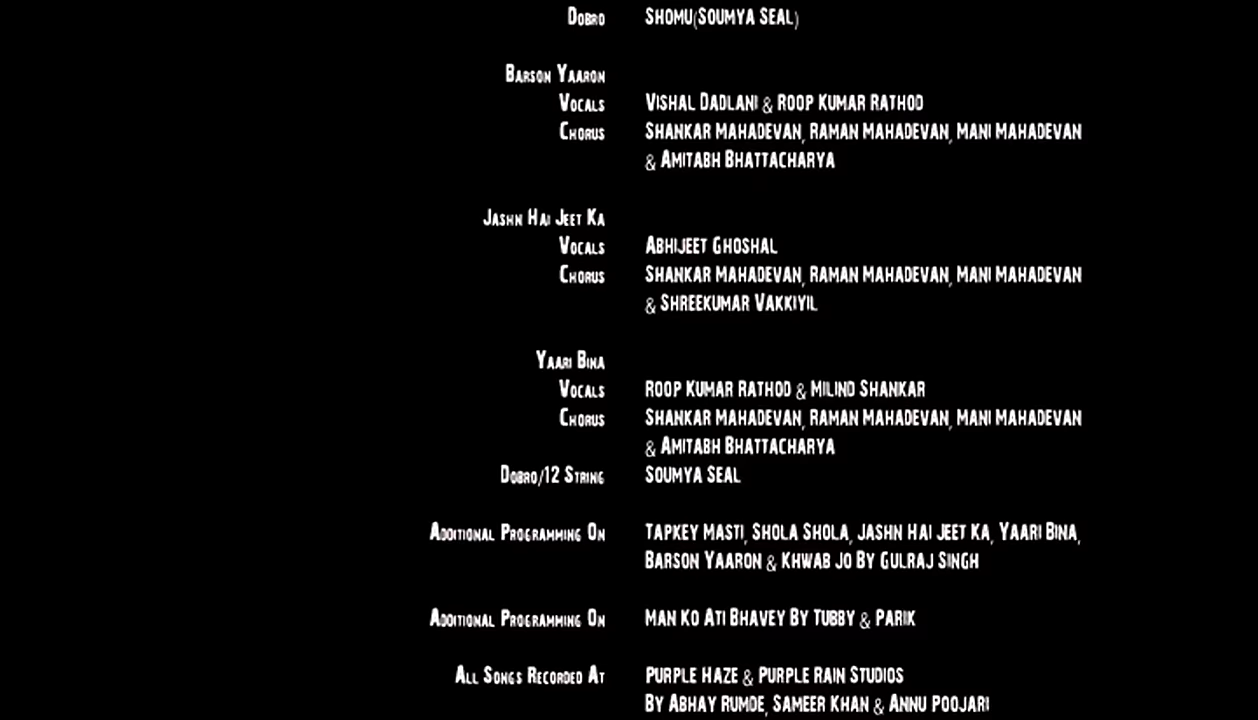 Dobro Shomu(Soumya Seal)
Barson Yaaron
Vocals Vishal Dadlani & Roop Kumar Rathod
Chorus Shankar Mahadevan, Raman Mahadevan, Mani Mahadevan
& Amitabh Bhattacharya
Jashn Hai Jeet Ka
Vocals Abhijeet Ghoshal
Chorus Shankar Mahadevan, Raman Mahadevan, Mani Mahadevan
& Shreekumar Vakkiyil
Yaari Bina
Vocals Roop Kumar Rathod & Milind Shankar
Chorus Shankar Mahadevan, Raman Mahadevan, Mani Mahadevan
& Amitabh Bhattacharya
Dobro/12 String Soumya Seal
Additional Programming On Tapkey Masti, Shola Shola, Jashn Hai Jeet Ka, Yaari Bina,
Barson Yaaron & Khwab Jo By Gulraj Singh
Additional Programming On Man Ko Ati Bhavey By Tubby & Parik
All Songs Recorded At Purple Haze & Purple Rain Studios
By Abhay Rumde, Sameer Khan & Annu Poojari